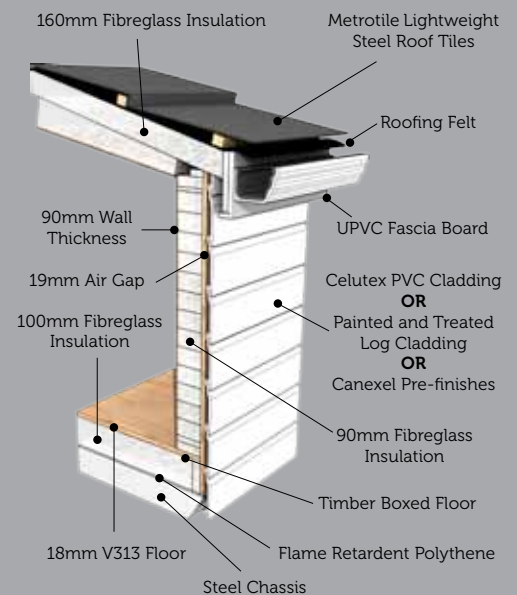 160mm Fibreglass Insulation
Metrotile Lightweight
Steel Roof Tiles
Roofing Felt
UPVC Fascia Board
90mm Wall
Thickness
19mm Air Gap
100mm Fibreglass
Insulation
Celutex PVC Cladding
OR
Painted and Treated
Log Cladding
OR
Canexel Pre-finishes
90mm Fibreglass
Insulation
Timber Boxed Floor
18mm V313 Floor
Flame Retardent Polythene
Steel Chassis